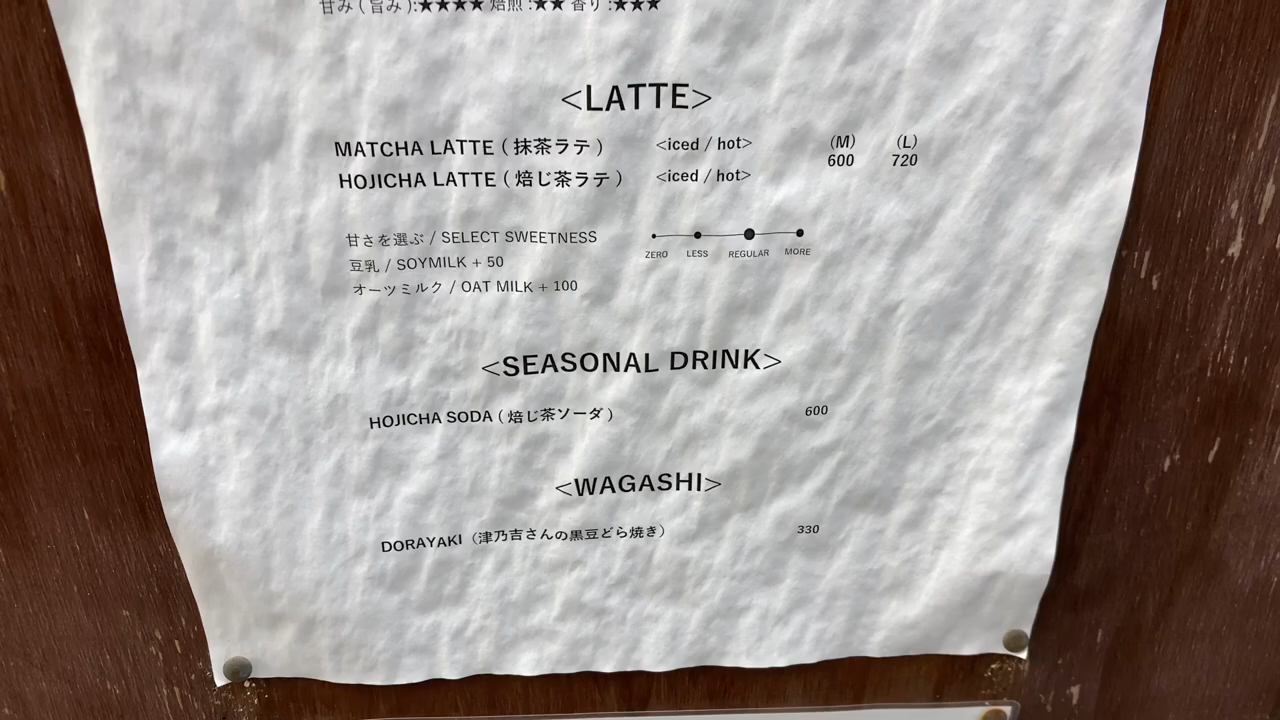 甘み ( 旨み ):★★★★ 焙煎 :★★ 香り :★★★
<LATTE>
MATCHA LATTE ( 抹茶ラテ ) <iced / hot> (M) (L)
600 720
HOJICHA LATTE ( 焙じ茶ラテ ) <iced / hot>
甘さを選ぶ / SELECT SWEETNESS
ZERO LESS REGULAR MORE
豆乳 / SOYMILK + 50
オーツミルク / OAT MILK + 100
<SEASONAL DRINK>
HOJICHA SODA ( 焙じ茶ソーダ ) 600
<WAGASHI>
DORAYAKI（津乃吉さんの黒豆どら焼き） 330